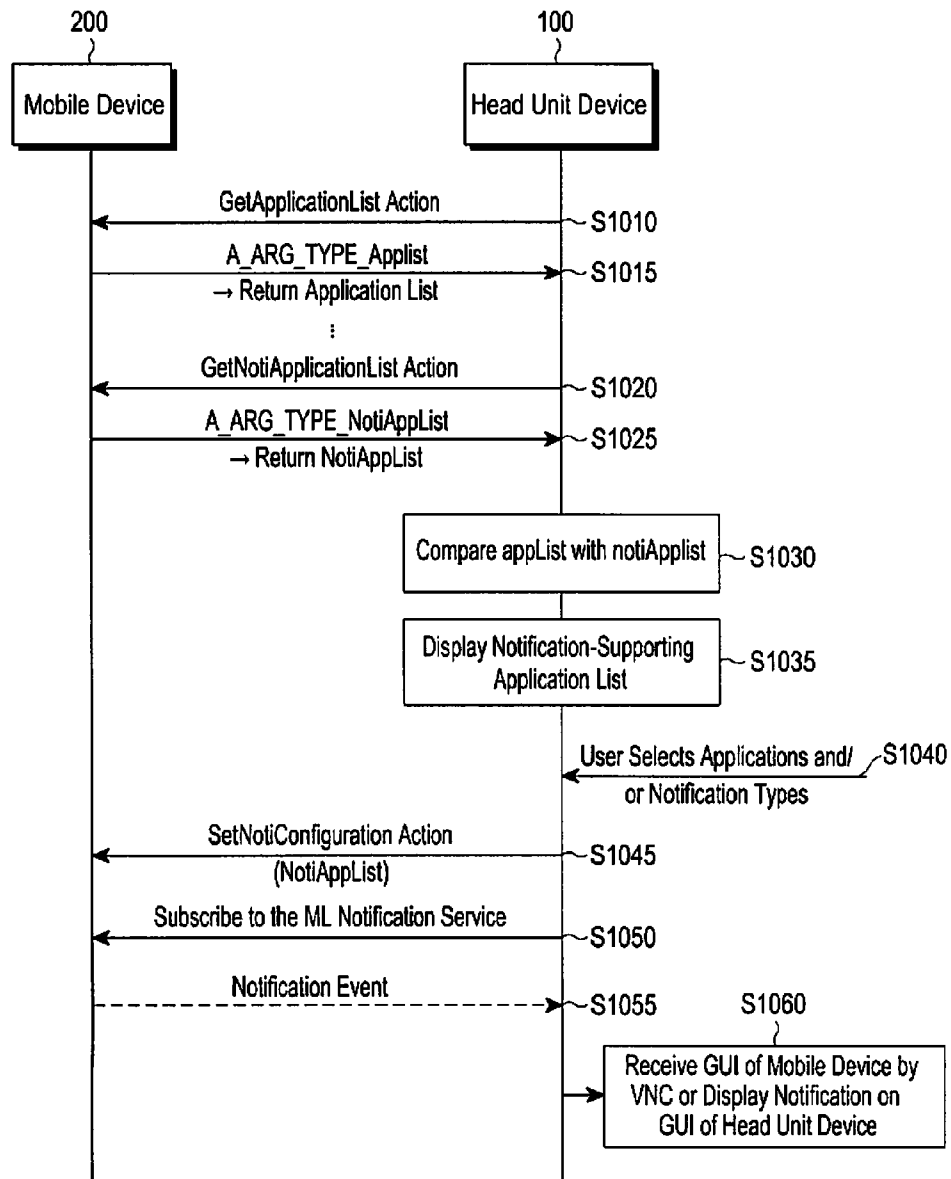 200
100
Mobile Device
Head Unit Device
GetApplicationList Action
S1010
A_ARG_TYPE_Applist
S1015
→ Return Application List
⋮
GetNotiApplicationList Action
S1020
A_ARG_TYPE_NotiAppList
S1025
→ Return NotiAppList
Compare appList with notiApplist
S1030
Display Notification-Supporting
Application List
S1035
User Selects Applications and/
or Notification Types
S1040
SetNotiConfiguration Action
S1045
(NotiAppList)
Subscribe to the ML Notification Service
S1050
Notification Event
S1055
S1060
Receive GUI of Mobile Device by
VNC or Display Notification on
GUI of Head Unit Device